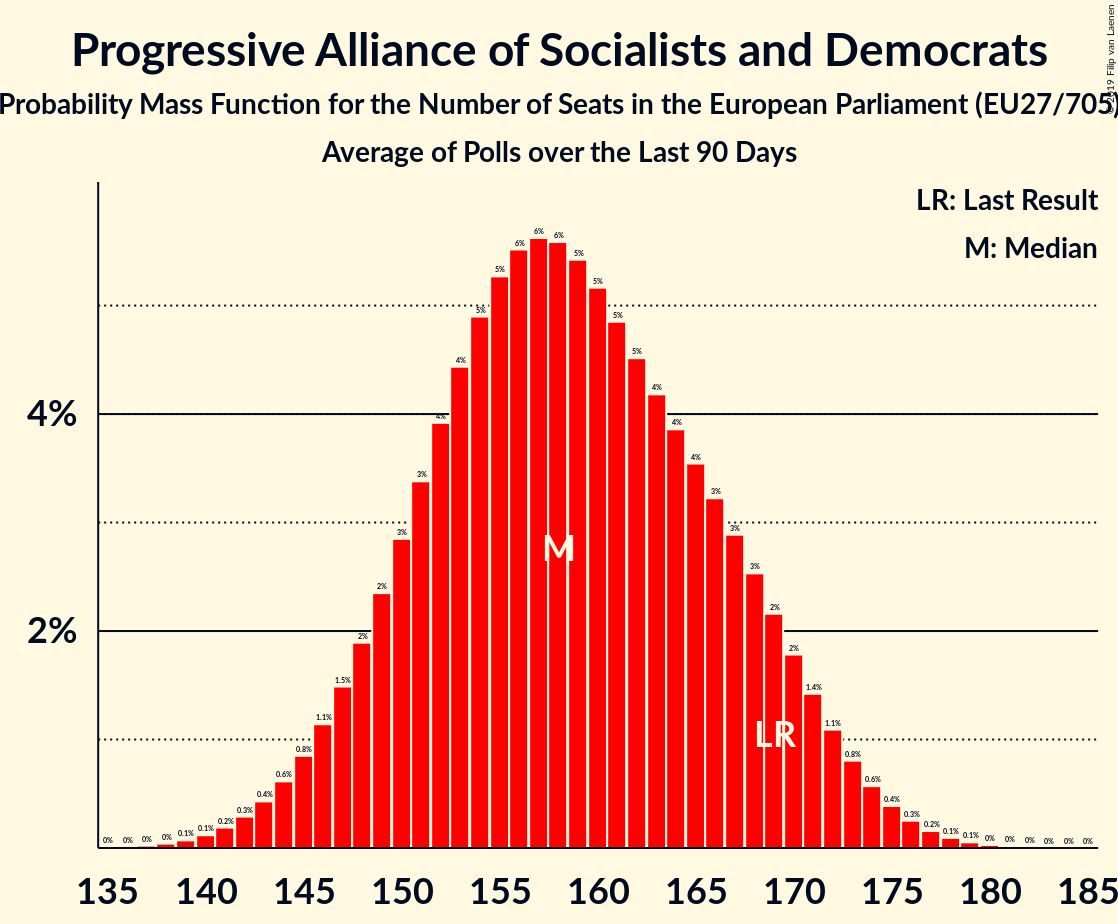 Progressive Alliance of Socialists and Democrats
Probability Mass Function for the Number of Seats in the European Parliament (EU27/705)
Average of Polls over the Last 90 Days
© 2019 Filip van Laenen
LR: Last Result
M: Median
4%
2%
0% 0% 0% 0% 0.1% 0.1% 0.2% 0.3% 0.4% 0.6% 0.8% 1.1% 1.5% 2% 2% 3% 3% 4% 4% 5% 5% 6% 6% 6% 5% 5% 5% 5% 4% 4% 4% 3% 3% 3% 2% 2% 1.4% 1.1% 0.8% 0.6% 0.4% 0.3% 0.2% 0.1% 0.1% 0% 0% 0% 0% 0% 0%
M
LR
135 140 145 150 155 160 165 170 175 180 185